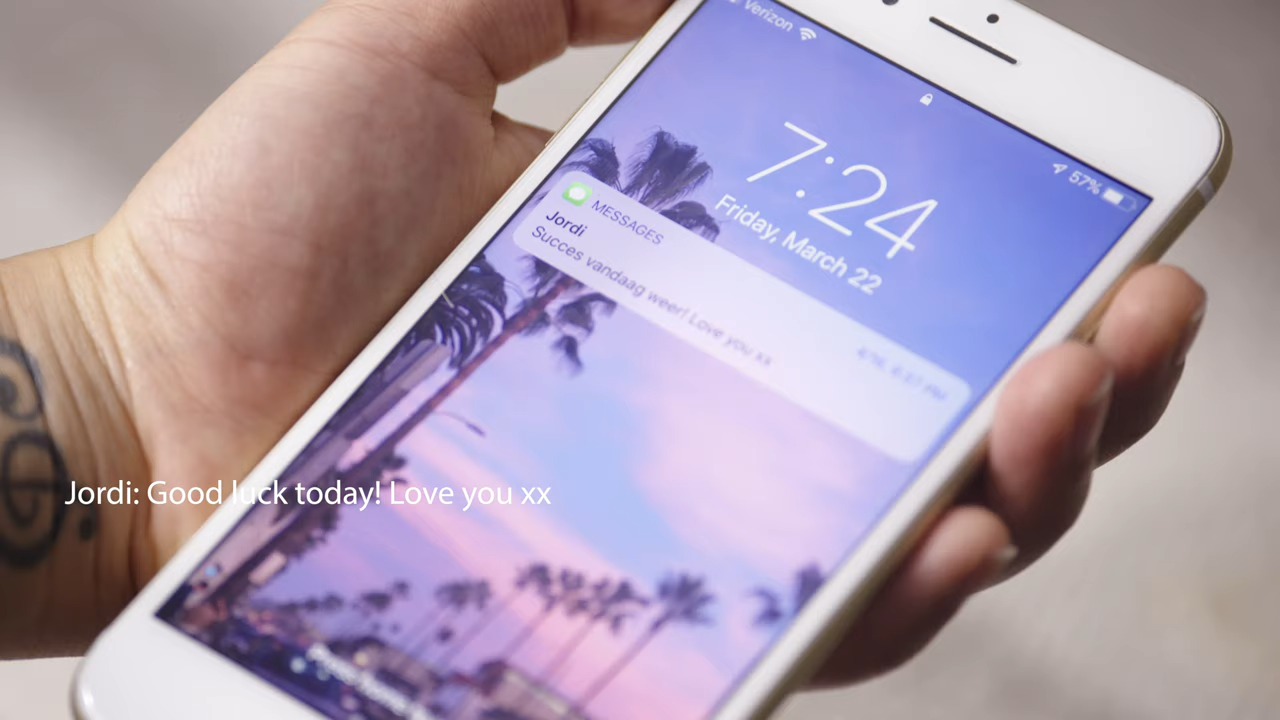 Verizon
57%
7:24
Friday, March 22
MESSAGES
Jordi
Succes vandaag weer! Love you xx
Jordi: Good luck today! Love you xx